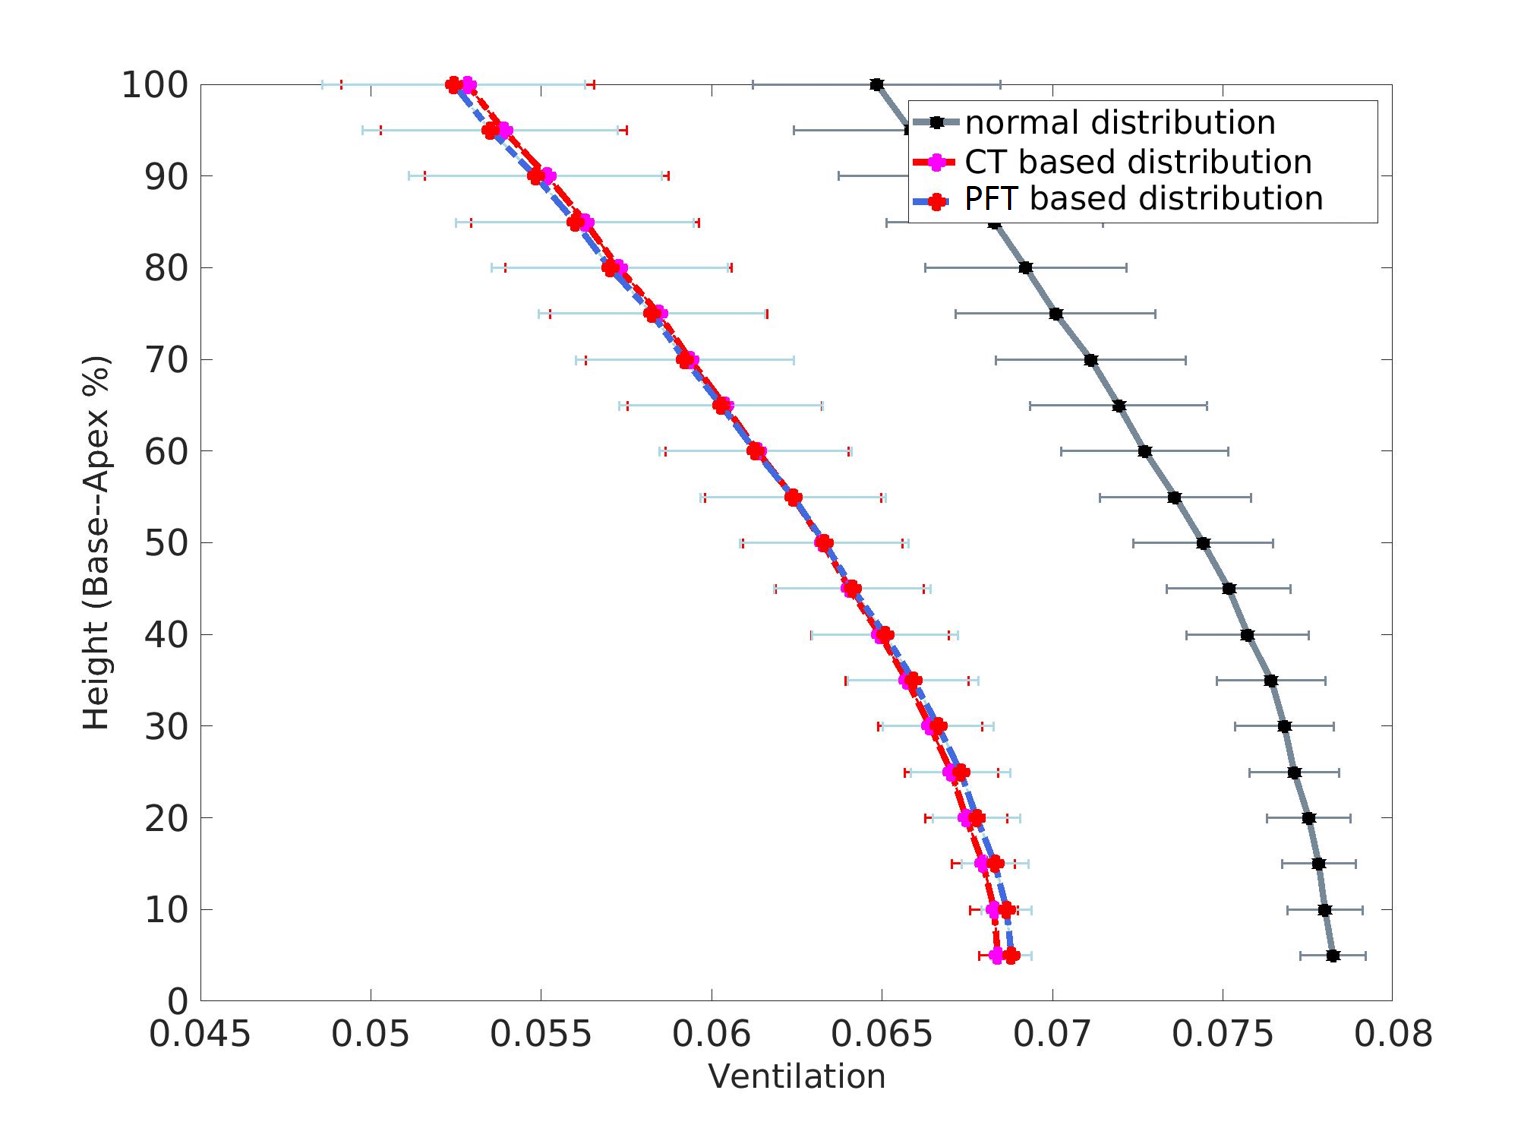 100
90
80
70
60
50
40
30
20
10
0
Height (Base--Apex %)
normal distribution
CT based distribution
PFT based distribution
0.045 0.05 0.055 0.06 0.065 0.07 0.075 0.08
Ventilation